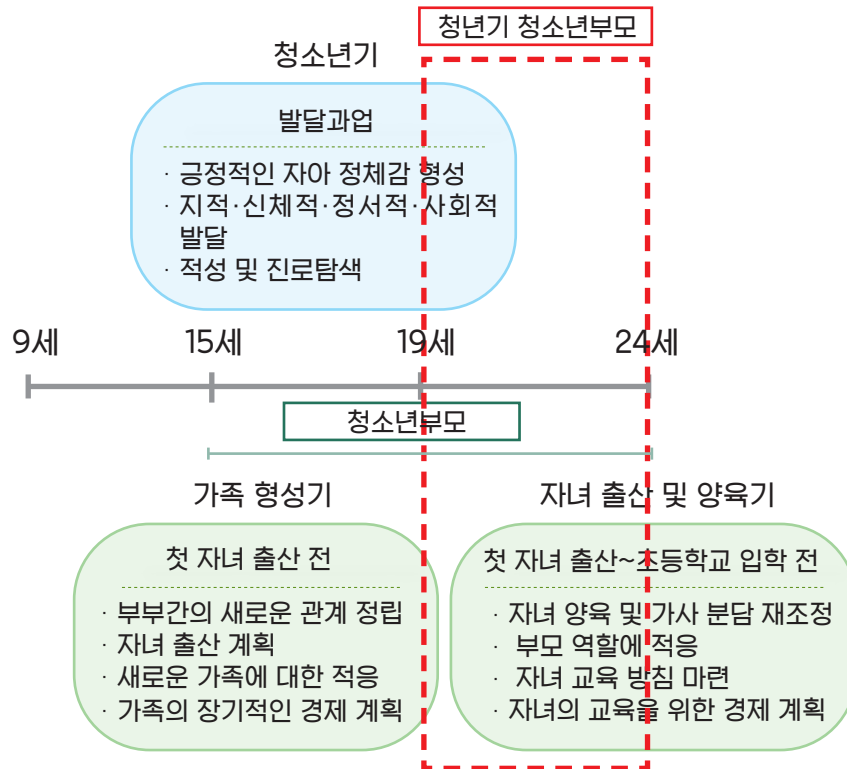 청년기 청소년부모
청소년기
발달과업
· 긍정적인 자아 정체감 형성
· 지적·신체적·정서적·사회적
발달
· 적성 및 진로탐색
9세 15세 19세 24세
청소년부모
가족 형성기
첫 자녀 출산 전
· 부부간의 새로운 관계 정립
· 자녀 출산 계획
· 새로운 가족에 대한 적응
· 가족의 장기적인 경제 계획
자녀 출산 및 양육기
첫 자녀 출산~초등학교 입학 전
· 자녀 양육 및 가사 분담 재조정
· 부모 역할에 적응
· 자녀 교육 방침 마련
· 자녀의 교육을 위한 경제 계획